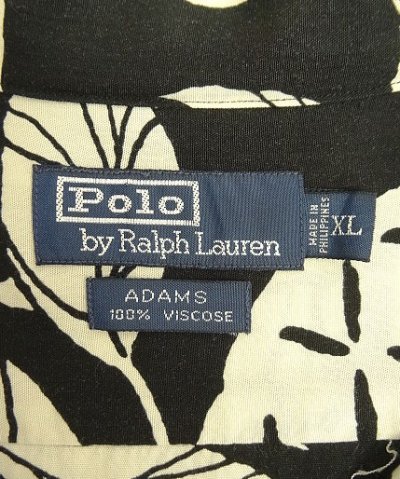 Polo
by Ralph Lauren
MADE IN
PHILIPPINES
XL
ADAMS
100% VISCOSE